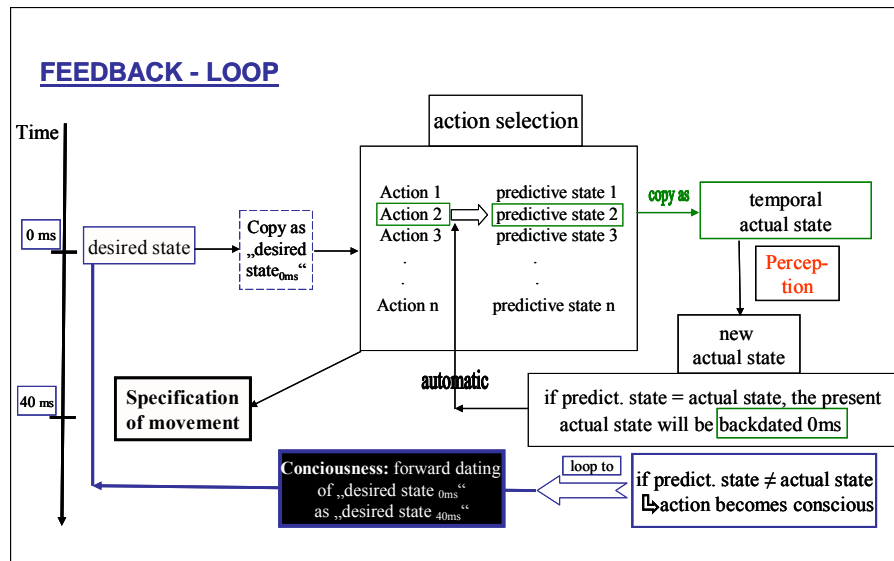 FEEDBACK - LOOP
Time
action selection
Action 1 predictive state 1
Action 2 predictive state 2
Action 3 predictive state 3
. .
. .
Action n predictive state n
copy as
temporal
actual state
0 ms
desired state
Copy as
„desired
state0ms“
Percep-
tion
new
actual state
automatic
40 ms
Specification
of movement
if predict. state = actual state, the present
actual state will be backdated 0ms
Conciousness: forward dating
of „desired state 0ms“
as „desired state 40ms“
loop to
if predict. state ≠ actual state
action becomes conscious